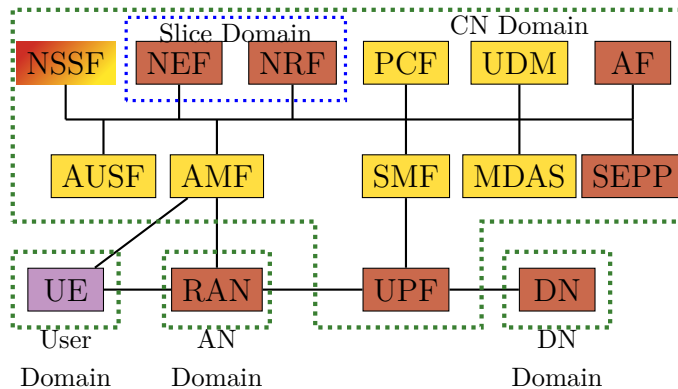 Slice Domain
CN Domain
NSSF
NEF
NRF
PCF
UDM
AF
AUSF
AMF
SMF
MDAS
SEPP
UE
RAN
UPF
DN
User
Domain
AN
Domain
DN
Domain